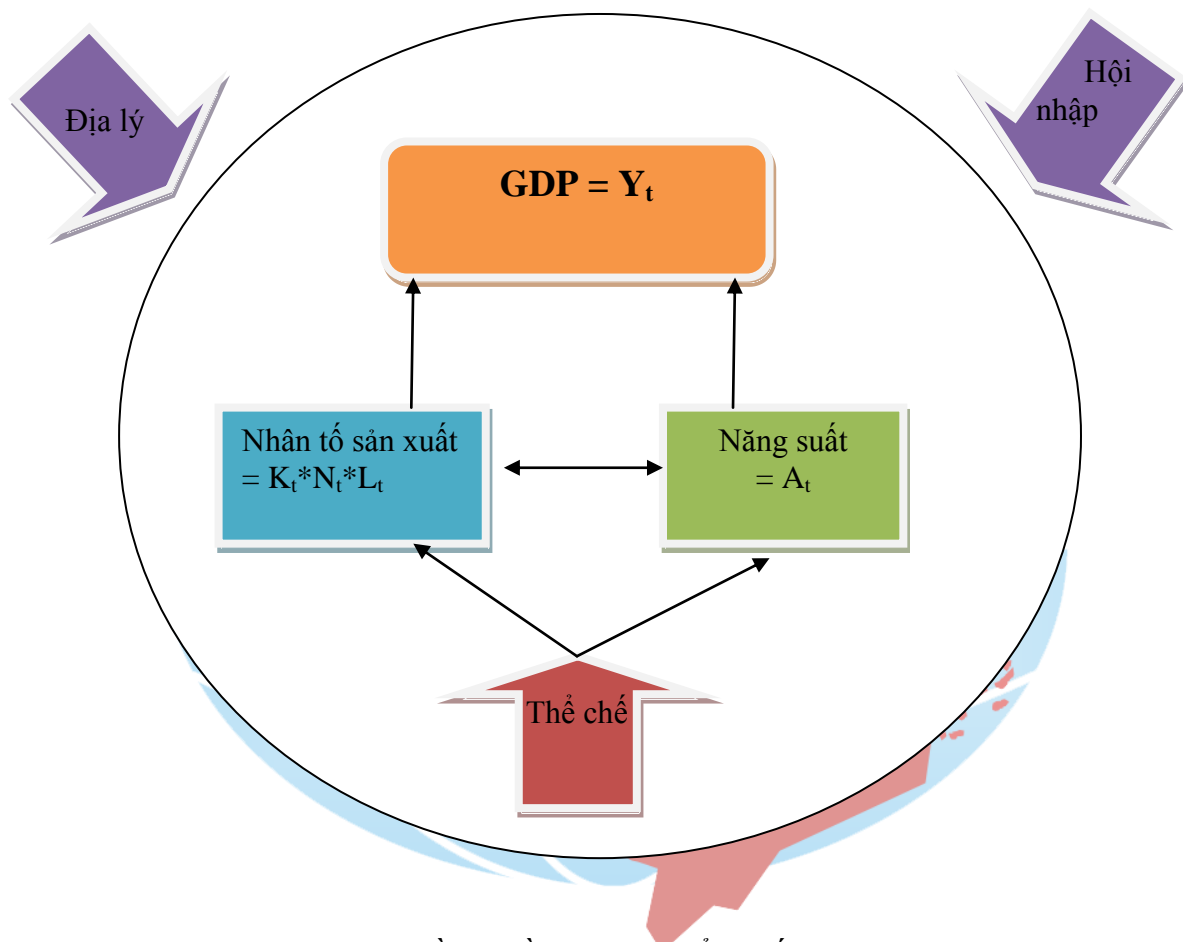 Địa lý
Hội
nhập
GDP = Yₜ
Nhân tố sản xuất
= Kₜ*Nₜ*Lₜ
Năng suất
= Aₜ
Thể chế